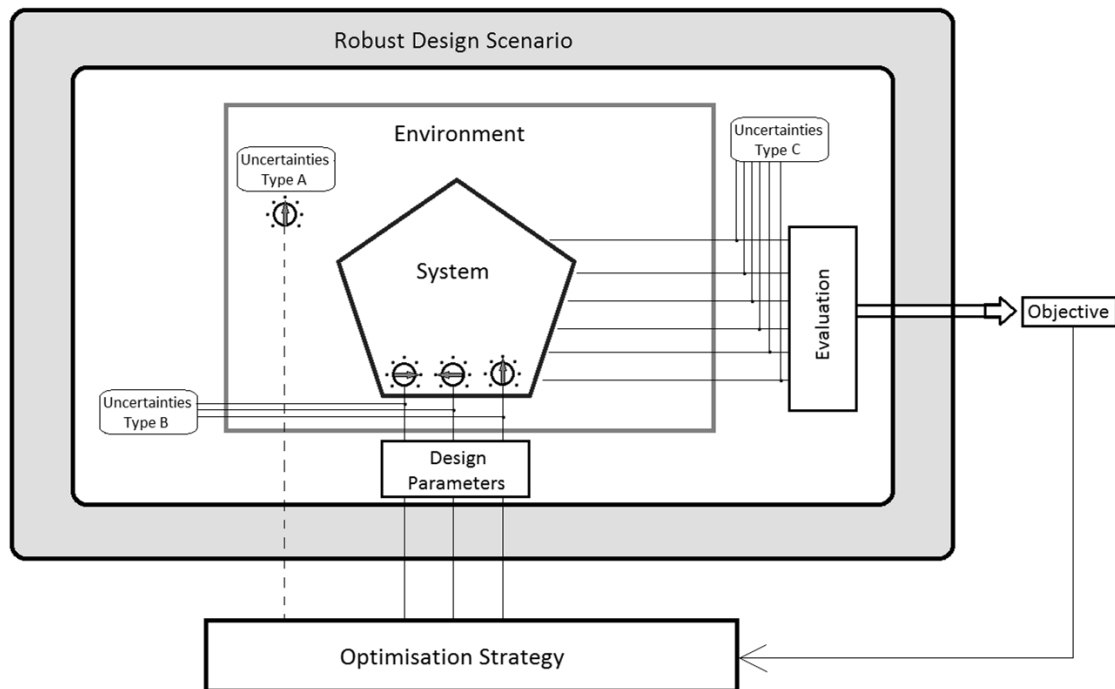 Robust Design Scenario
Environment
Uncertainties
Type A
Uncertainties
Type C
System
Evaluation
Objective
Uncertainties
Type B
Design
Parameters
Optimisation Strategy